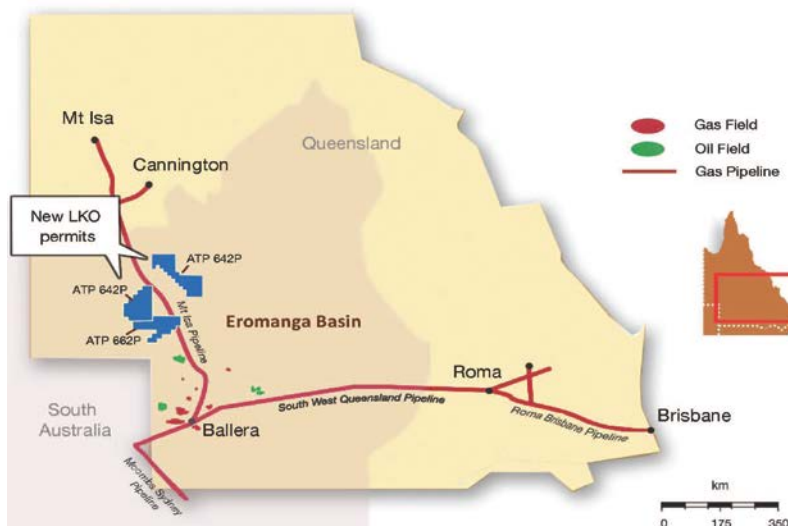 Mt Isa
Cannington
Queensland
Gas Field
Oil Field
Gas Pipeline
New LKO
permits
ATP 642P
ATP 642P
ATP 662P
Mt Isa Pipeline
Eromanga Basin
Roma
South West Queensland Pipeline
Roma Brisbane Pipeline
Brisbane
South
Australia
Ballera
Moomba Sydney
Pipeline
km
0 175 350